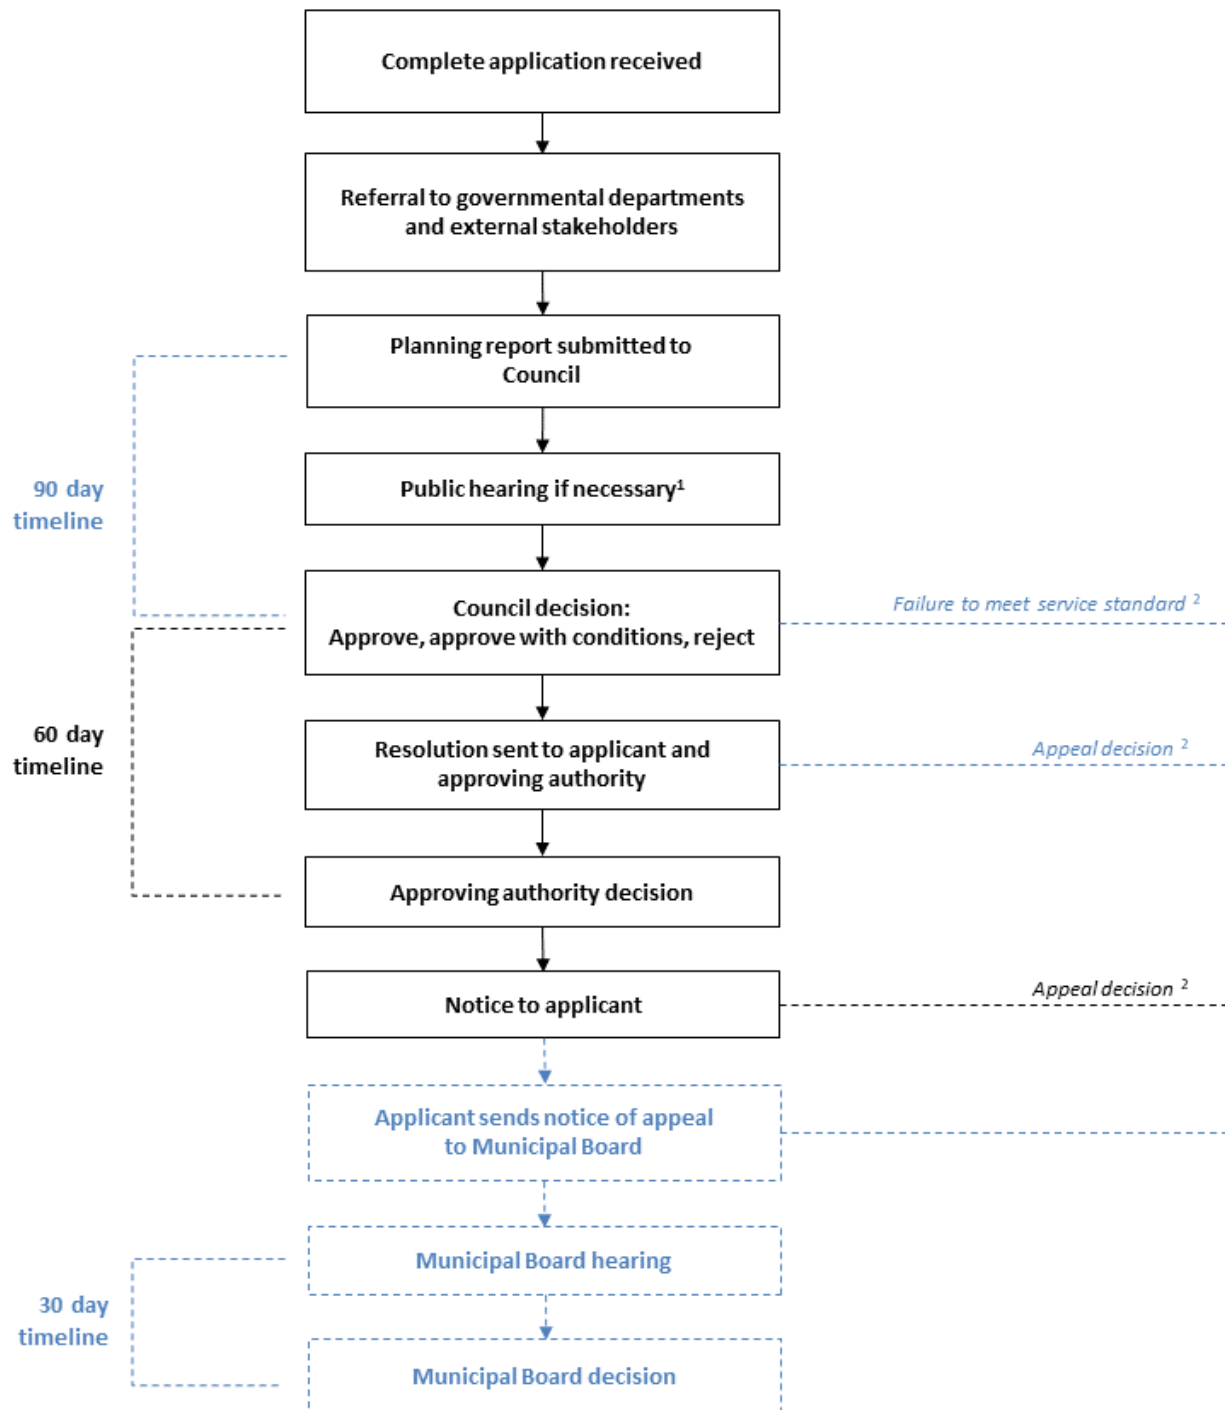 Complete application received
Referral to governmental departments
and external stakeholders
Planning report submitted to
Council
90 day
timeline
Public hearing if necessary¹
Council decision:
Approve, approve with conditions, reject
Failure to meet service standard ²
60 day
timeline
Resolution sent to applicant and
approving authority
Appeal decision ²
Approving authority decision
Notice to applicant
Appeal decision ²
Applicant sends notice of appeal
to Municipal Board
Municipal Board hearing
30 day
timeline
Municipal Board decision